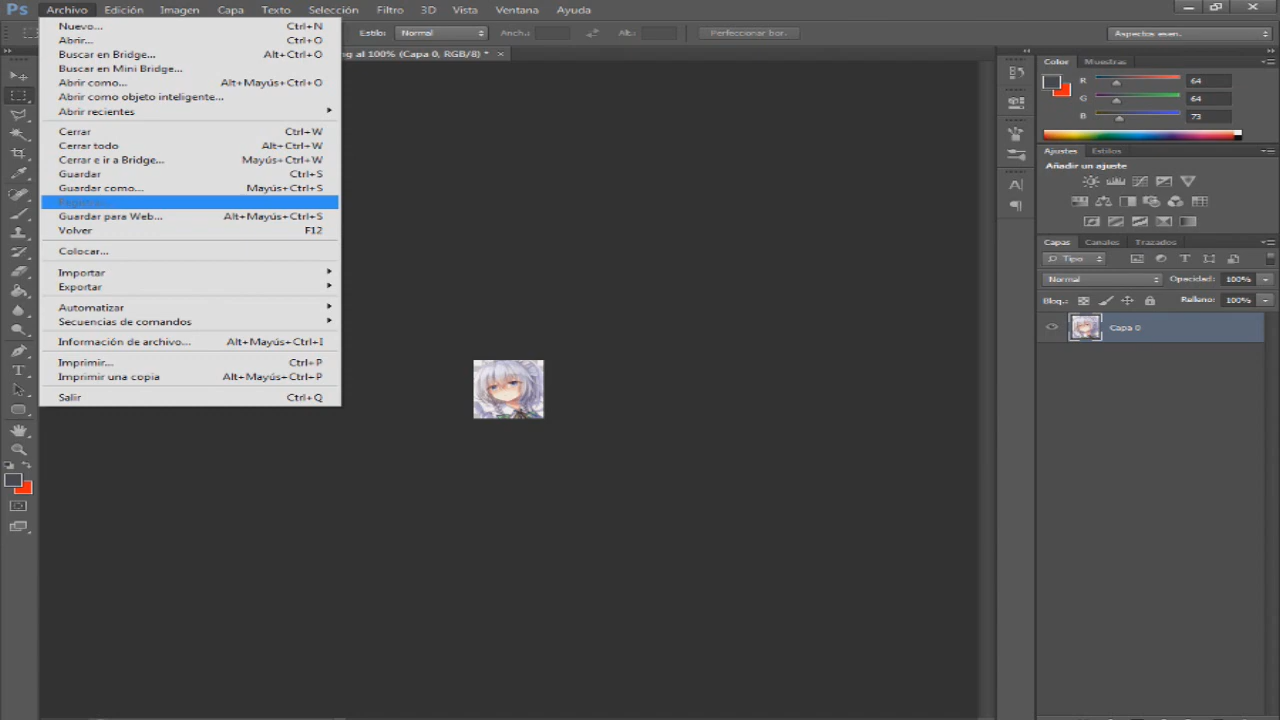 Ps Archivo Edición Imagen Capa Texto Selección Filtro 3D Vista Ventana Ayuda
Estilo: Normal Anch.: Alt.: Perfeccionar bor. Aspectos esen.
ng al 100% (Capa 0, RGB/8) * ×
Nuevo... Ctrl+N
Abrir... Ctrl+O
Buscar en Bridge... Alt+Ctrl+O
Buscar en Mini Bridge...
Abrir como... Alt+Mayús+Ctrl+O
Abrir como objeto inteligente...
Abrir recientes
Cerrar Ctrl+W
Cerrar todo Alt+Ctrl+W
Cerrar e ir a Bridge... Mayús+Ctrl+W
Guardar Ctrl+S
Guardar como... Mayús+Ctrl+S
Guardar para Web... Alt+Mayús+Ctrl+S
Volver F12
Colocar...
Importar
Exportar
Automatizar
Secuencias de comandos
Información de archivo... Alt+Mayús+Ctrl+I
Imprimir... Ctrl+P
Imprimir una copia Alt+Mayús+Ctrl+P
Salir Ctrl+Q
Color Muestras
R 64
G 64
B 73
Ajustes Estilos
Añadir un ajuste
Capas Canales Trazados
Tipo
Normal Opacidad: 100%
Bloq.: Relleno: 100%
Capa 0